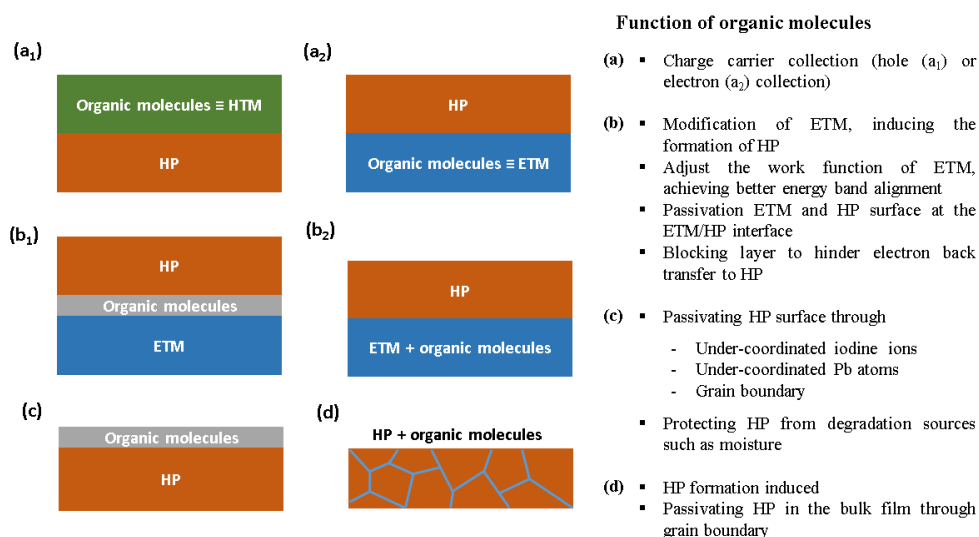 (a1)
Organic molecules ≡ HTM
HP
(a2)
HP
Organic molecules ≡ ETM
(b1)
HP
Organic molecules
ETM
(b2)
HP
ETM + organic molecules
(c)
Organic molecules
HP
(d)
HP + organic molecules
Function of organic molecules
(a) ▪ Charge carrier collection (hole (a1) or
electron (a2) collection)
(b) ▪ Modification of ETM, inducing the
formation of HP
▪ Adjust the work function of ETM,
achieving better energy band alignment
▪ Passivation ETM and HP surface at the
ETM/HP interface
▪ Blocking layer to hinder electron back
transfer to HP
(c) ▪ Passivating HP surface through
- Under-coordinated iodine ions
- Under-coordinated Pb atoms
- Grain boundary
▪ Protecting HP from degradation sources
such as moisture
(d) ▪ HP formation induced
▪ Passivating HP in the bulk film through
grain boundary